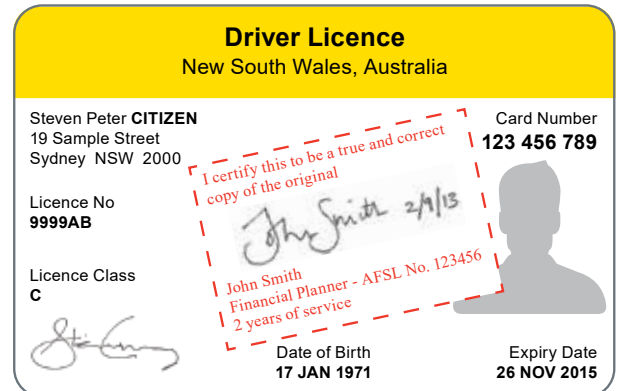 Driver Licence
New South Wales, Australia
Steven Peter CITIZEN
19 Sample Street
Sydney NSW 2000
Card Number
123 456 789
Licence No
9999AB
Licence Class
C
I certify this to be a true and correct
copy of the original
John Smith 2/9/13
John Smith
Financial Planner - AFSL No. 123456
2 years of service
Date of Birth
17 JAN 1971
Expiry Date
26 NOV 2015